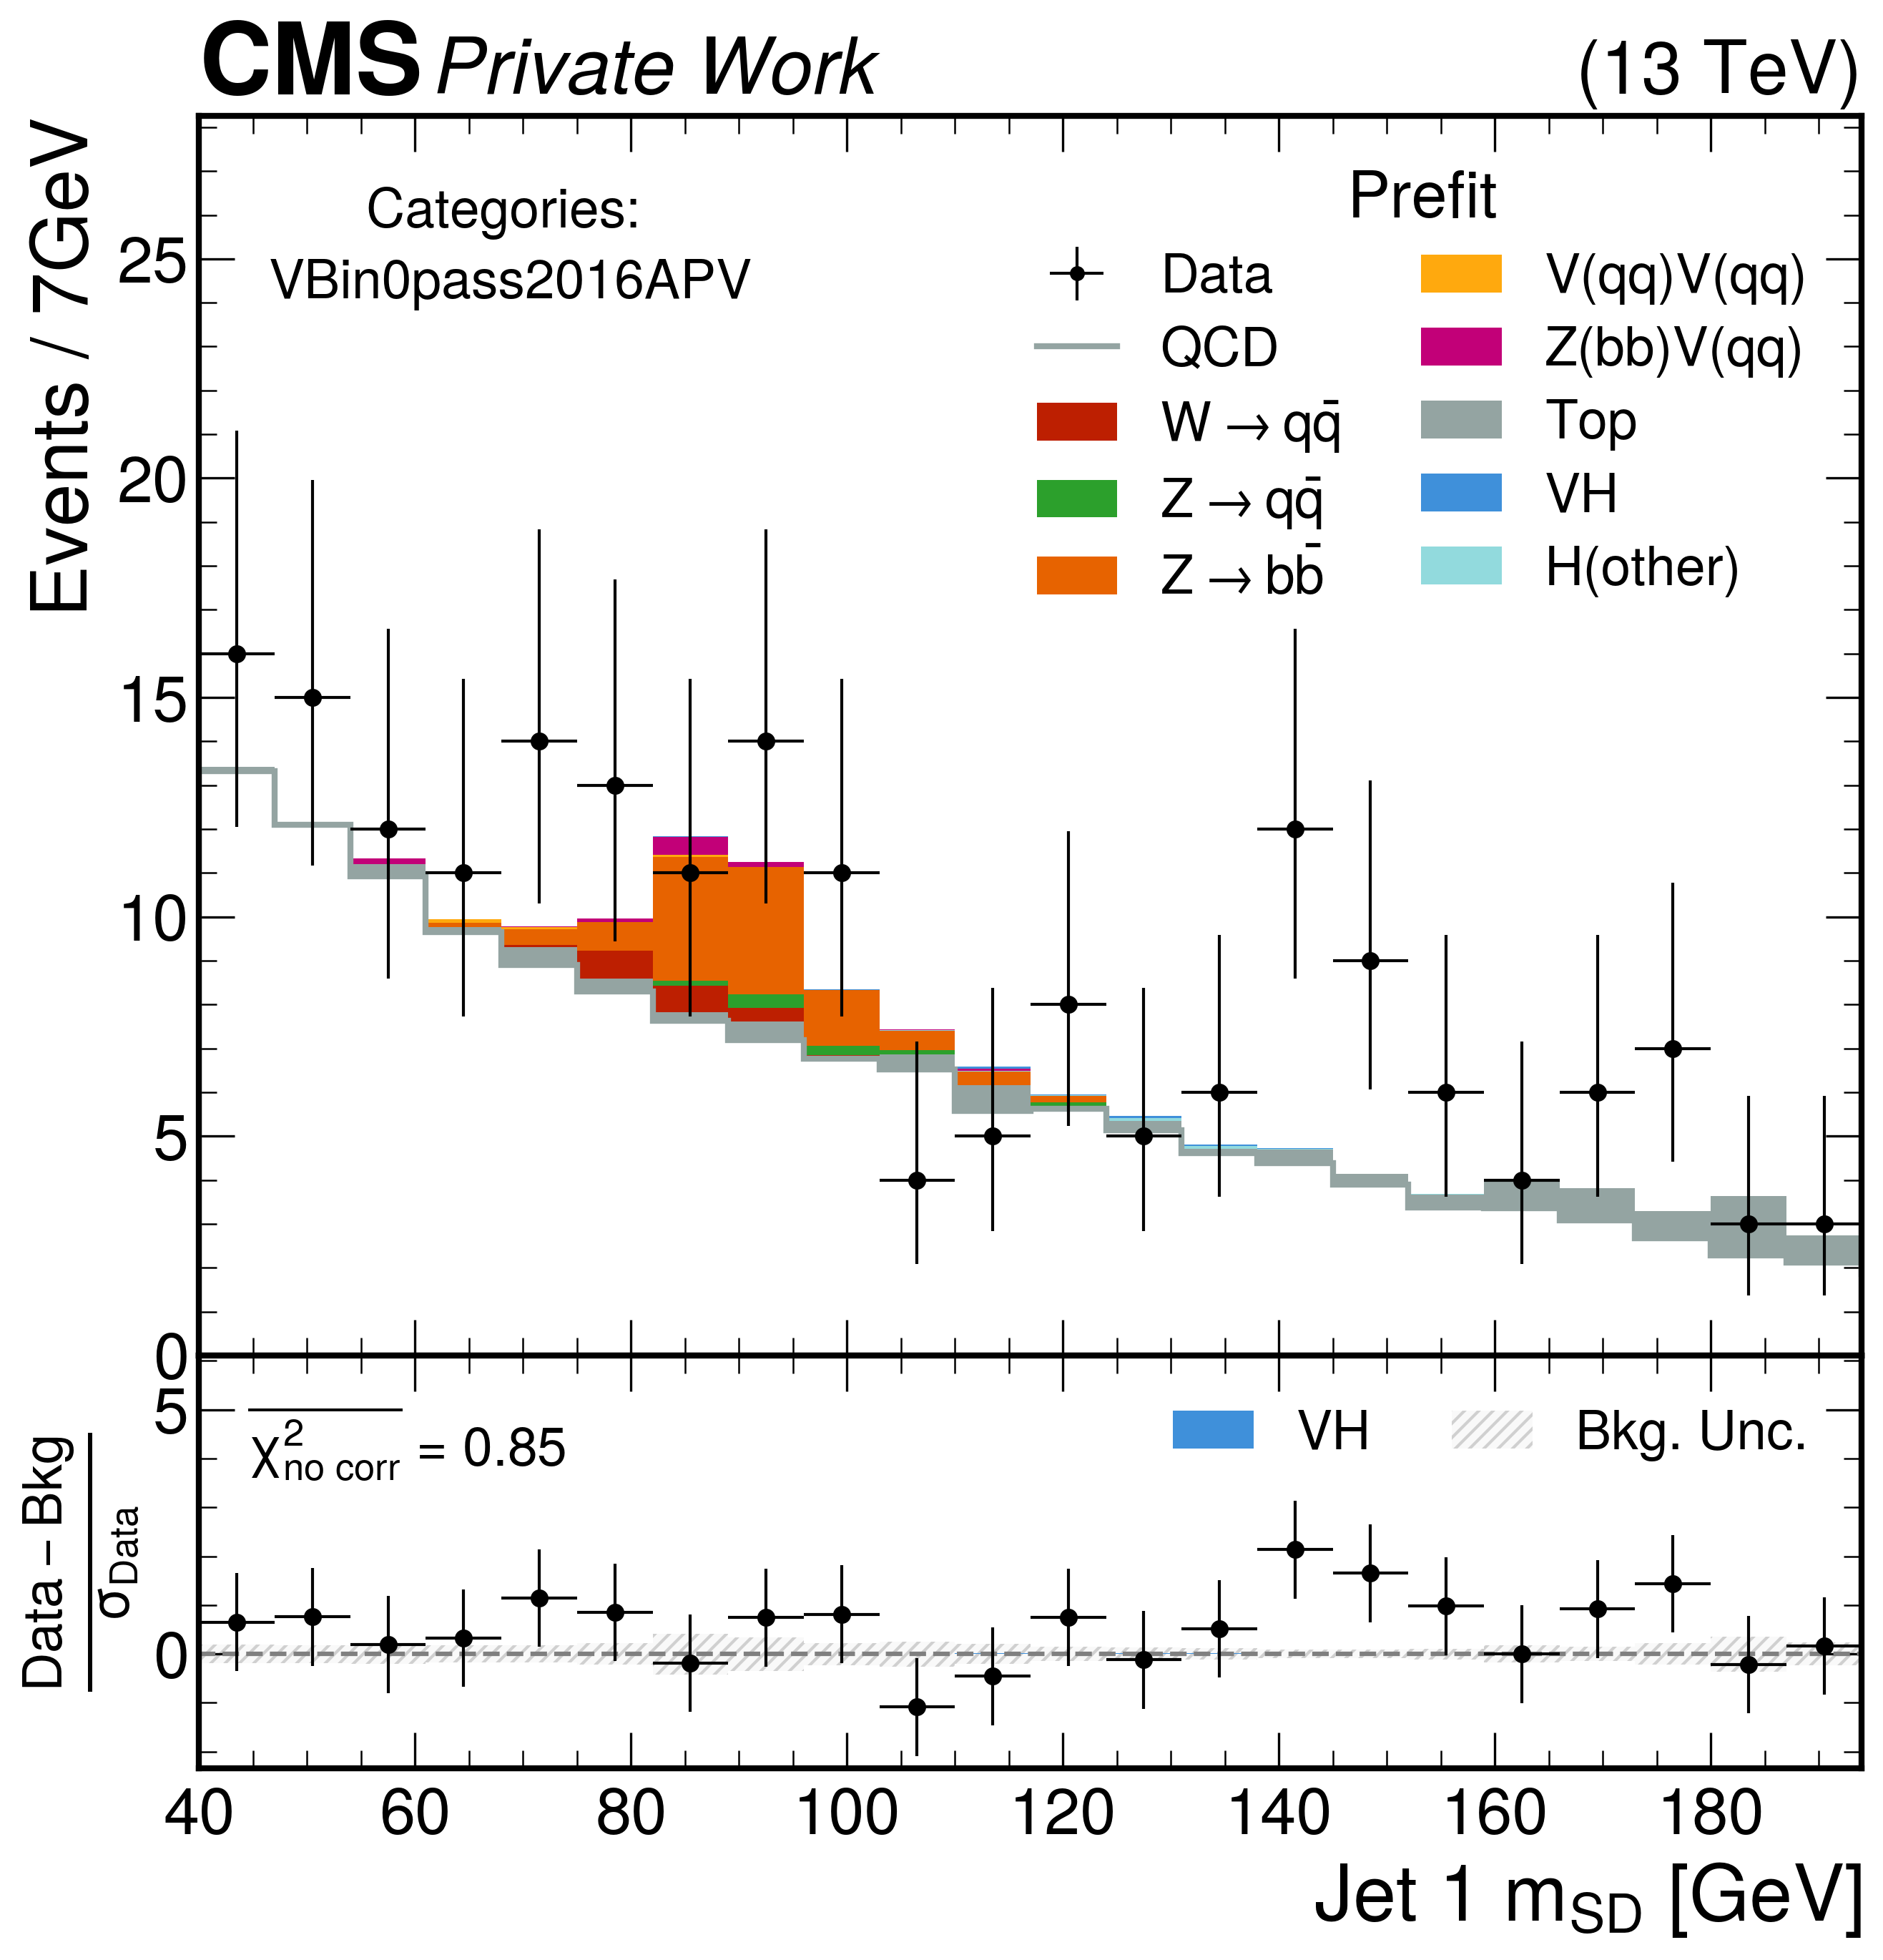 CMS Private Work (13 TeV)
Events / 7GeV
Categories:
VBin0pass2016APV
Prefit
Data
QCD
W → qq̄
Z → qq̄
Z → bb̄
V(qq)V(qq)
Z(bb)V(qq)
Top
VH
H(other)
25
20
15
10
5
0
Data − Bkg
σData
5
0
χ²no corr = 0.85
VH
Bkg. Unc.
40 60 80 100 120 140 160 180
Jet 1 mSD [GeV]